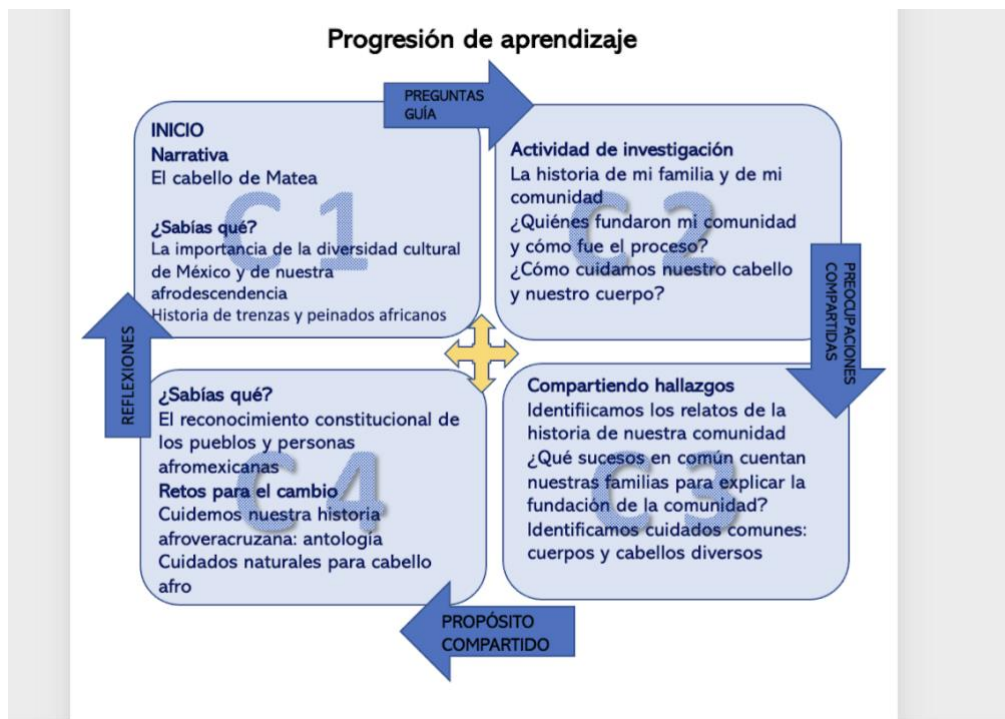 Progresión de aprendizaje
PREGUNTAS
GUÍA
INICIO
Narrativa
El cabello de Matea
¿Sabías qué?
La importancia de la diversidad cultural
de México y de nuestra
afrodescendencia
Historia de trenzas y peinados africanos
C 1
Actividad de investigación
La historia de mi familia y de mi
comunidad
¿Quiénes fundaron mi comunidad
y cómo fue el proceso?
¿Cómo cuidamos nuestro cabello
y nuestro cuerpo?
C 2
PREOCUPACIONES
COMPARTIDAS
Compartiendo hallazgos
Identifiicamos los relatos de la
historia de nuestra comunidad
¿Qué sucesos en común cuentan
nuestras familias para explicar la
fundación de la comunidad?
Identificamos cuidados comunes:
cuerpos y cabellos diversos
C 3
PROPÓSITO
COMPARTIDO
¿Sabías qué?
El reconocimiento constitucional de
los pueblos y personas
afromexicanas
Retos para el cambio
Cuidemos nuestra historia
afroveracruzana: antología
Cuidados naturales para cabello
afro
C 4
REFLEXIONES